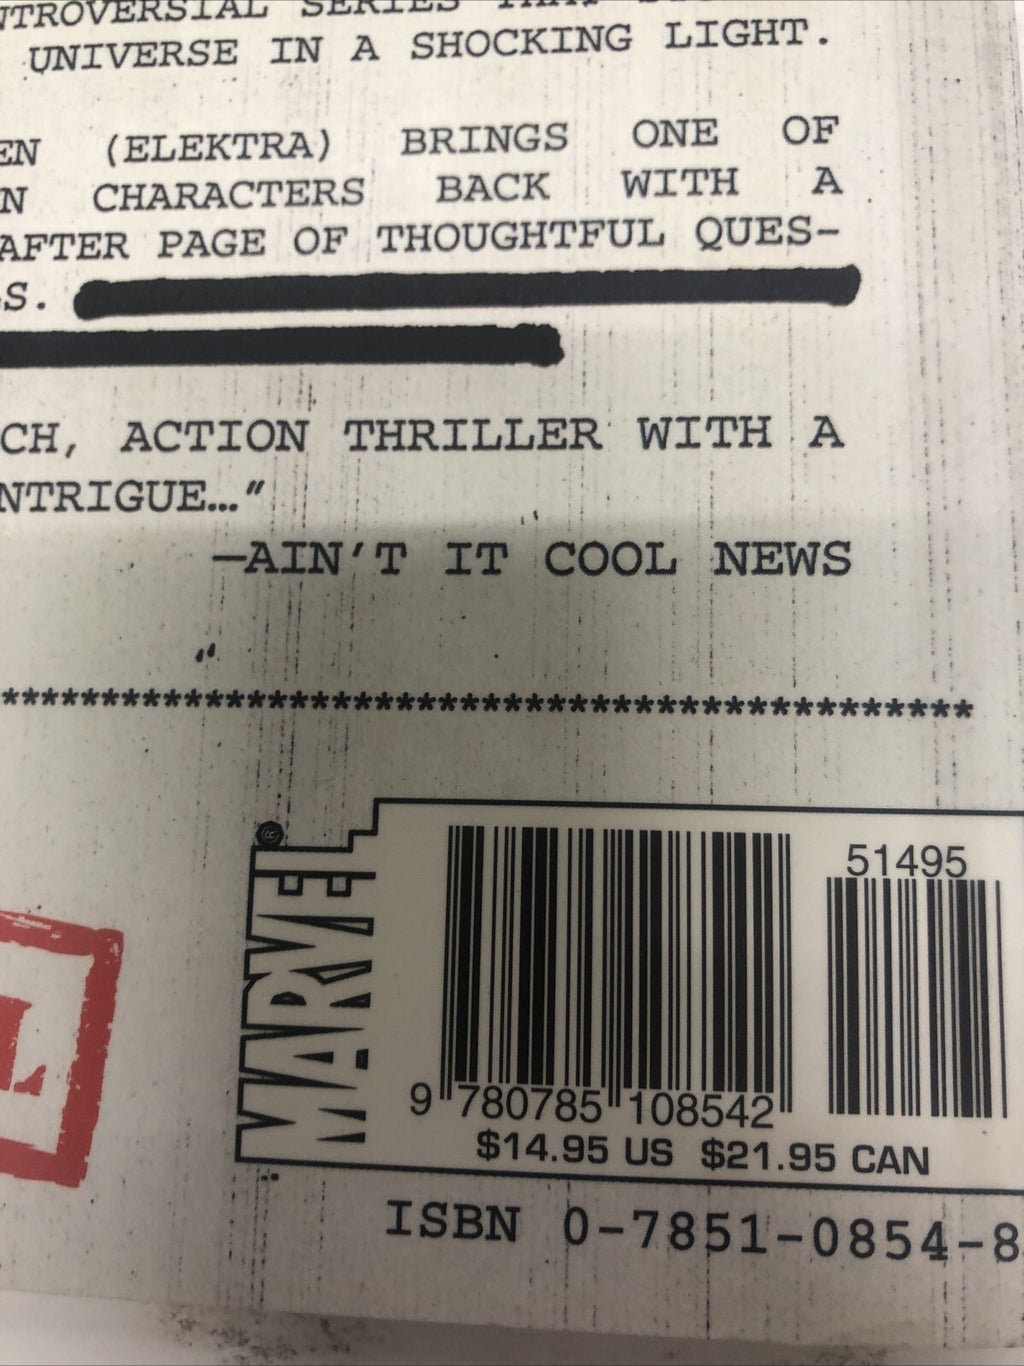 UNIVERSE IN A SHOCKING LIGHT.
(ELEKTRA) BRINGS ONE OF
CHARACTERS BACK WITH A
AFTER PAGE OF THOUGHTFUL QUES-
ACTION THRILLER WITH A
NTRIGUE…”
—AIN’T IT COOL NEWS
*******************************************
MARVEL®
51495
9 780785 108542
$14.95 US $21.95 CAN
ISBN 0-7851-0854-8